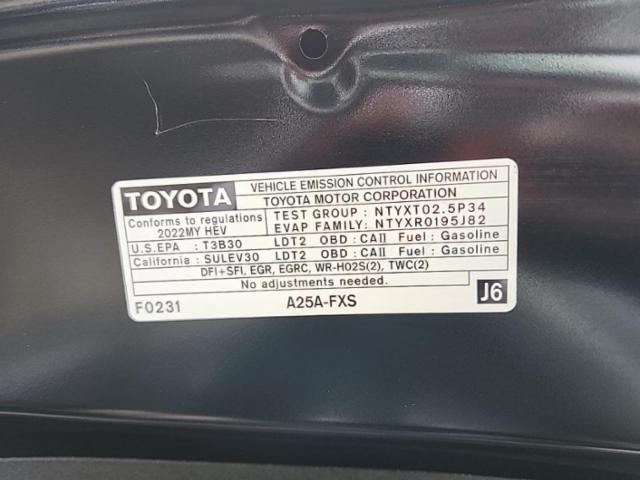 TOYOTA
VEHICLE EMISSION CONTROL INFORMATION
TOYOTA MOTOR CORPORATION
Conforms to regulations
2022MY HEV
TEST GROUP : NTYXT02.5P34
EVAP FAMILY: NTYXR0195J82
U.S.EPA : T3B30 LDT2 OBD : CAII Fuel : Gasoline
California : SULEV30 LDT2 OBD : CAII Fuel : Gasoline
DFI+SFI, EGR, EGRC, WR-HO2S(2), TWC(2)
No adjustments needed.
F0231 A25A-FXS J6